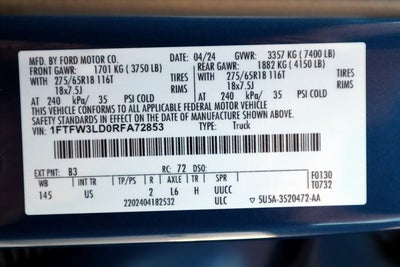 MFD. BY FORD MOTOR CO. 04/24 GVWR: 3357 KG ( 7400 LB)
FRONT GAWR: 1701 KG ( 3750 LB) REAR GAWR: 1882 KG ( 4150 LB)
275/65R18 116T TIRES 275/65R18 116T TIRES
18x7.5J RIMS 18x7.5J RIMS
AT 240 kPa/ 35 PSI COLD AT 240 kPa/ 35 PSI COLD
THIS VEHICLE CONFORMS TO ALL APPLICABLE FEDERAL MOTOR VEHICLE
SAFETY STANDARDS IN EFFECT ON THE DATE OF MANUFACTURE SHOWN ABOVE.
VIN: 1FTFW3LD0RFA72853 TYPE: Truck
EXT PNT: B3 RC: 72 DSO: F0130
WB INT TR TP/PS R AXLE TR SPR T0732
145 US 2 L6 H UUCC
2202404182532 ULC 5U5A-3520472-AA